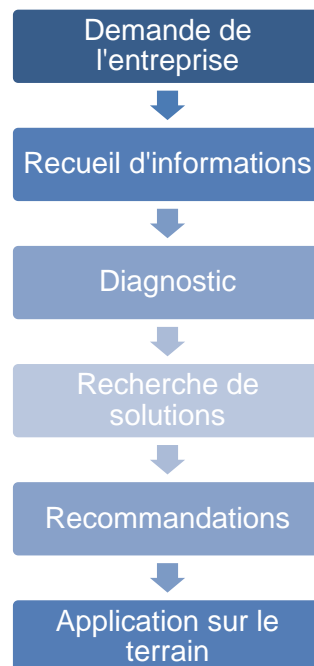 Demande de
l'entreprise
Recueil d'informations
Diagnostic
Recherche de
solutions
Recommandations
Application sur le
terrain